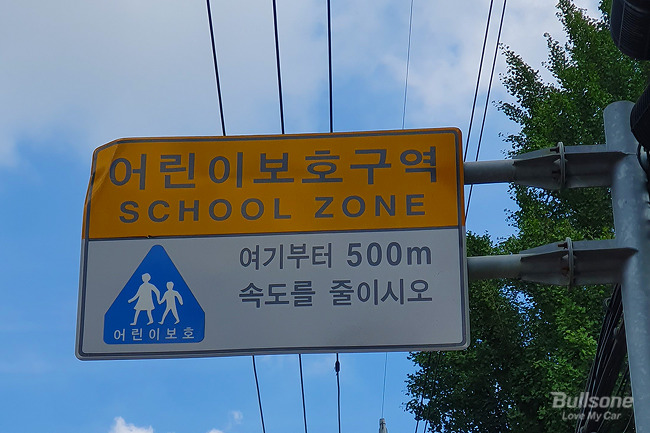 어린이보호구역
SCHOOL ZONE
여기부터 500m
속도를 줄이시오
어린이보호
Bullsone
Love My Car